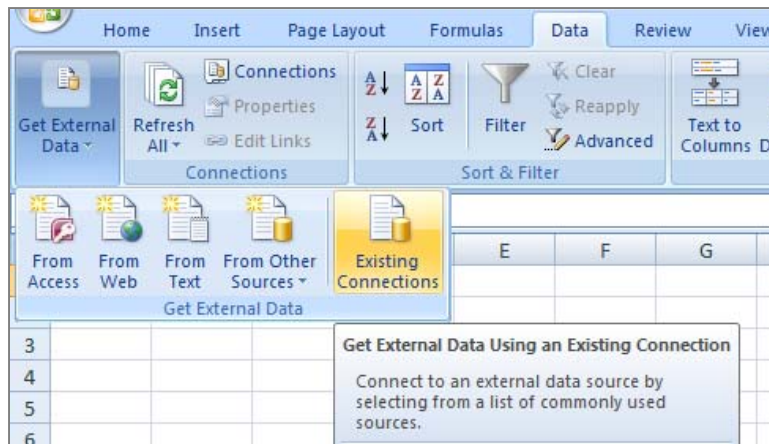 Home Insert Page Layout Formulas Data Review View
Get External Data
Refresh All
Connections
Properties
Edit Links
Connections
A Z
Z A
A Z Z A
Sort
Filter
Clear
Reapply
Advanced
Sort & Filter
Text to Columns
From Access
From Web
From Text
From Other Sources
Existing Connections
Get External Data
E F G
3
4
5
6
Get External Data Using an Existing Connection
Connect to an external data source by
selecting from a list of commonly used
sources.